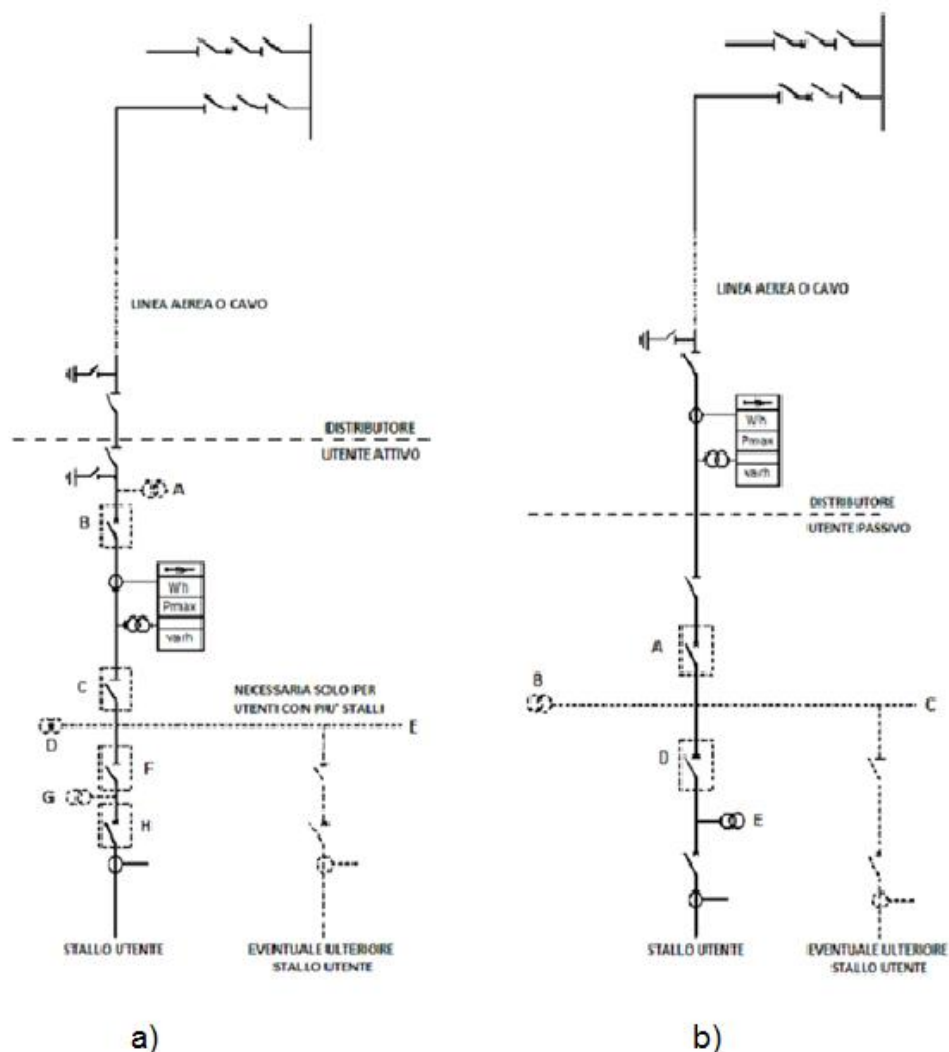 LINEA AEREA O CAVO
DISTRIBUTORE
UTENTE ATTIVO
A
B
Wh
Pmax
varh
C
NECESSARIA SOLO PER
UTENTI CON PIU' STALLI
D
E
F
G
H
STALLO UTENTE
EVENTUALE ULTERIORE
STALLO UTENTE
a)
LINEA AEREA O CAVO
Wh
Pmax
varh
DISTRIBUTORE
UTENTE PASSIVO
A
B
C
D
E
STALLO UTENTE
EVENTUALE ULTERIORE
STALLO UTENTE
b)